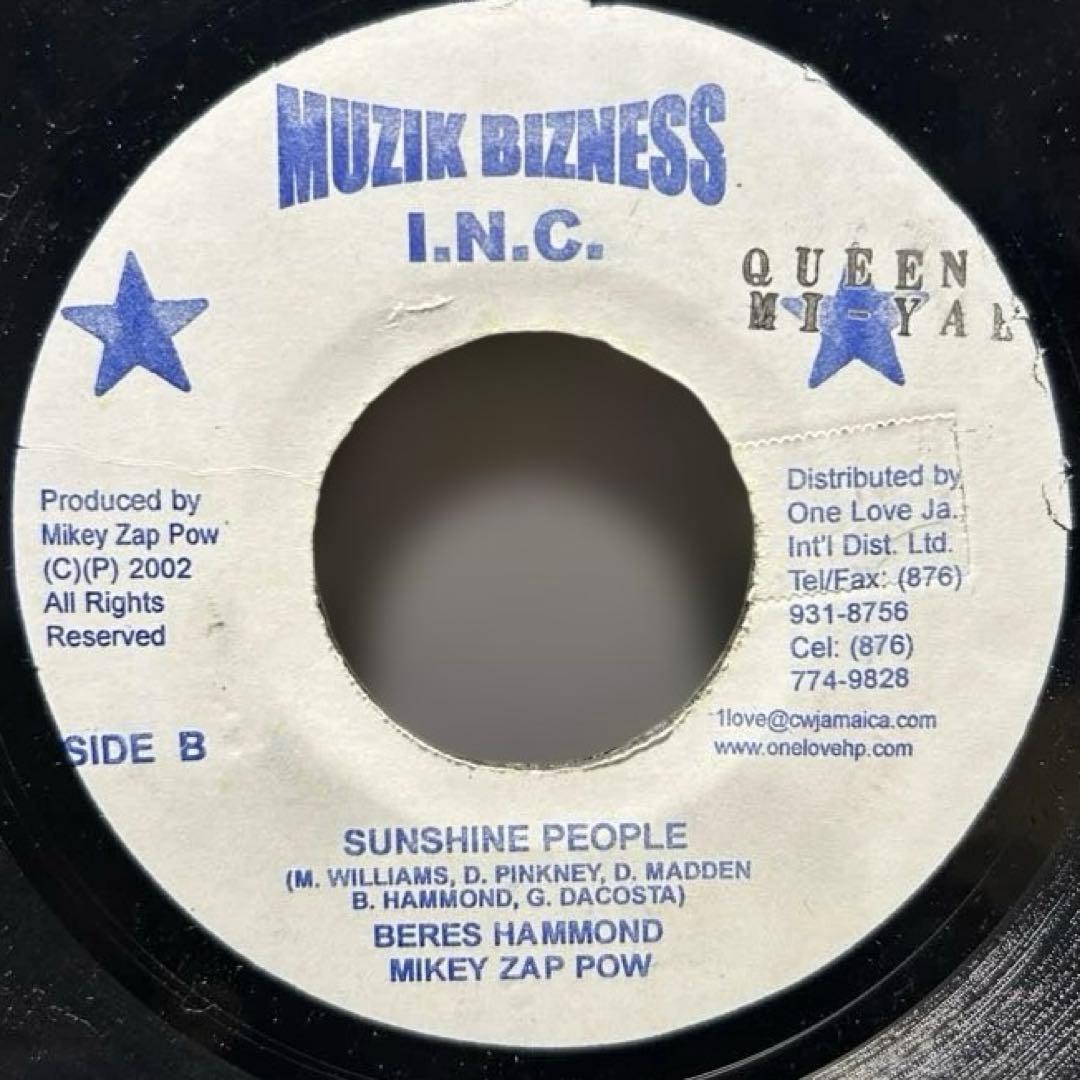 MUZIK BIZNESS
I.N.C.
QUEEN
MI-YA
Produced by
Mikey Zap Pow
(C)(P) 2002
All Rights
Reserved
Distributed by
One Love Ja.
Int'l Dist. Ltd.
Tel/Fax: (876)
931-8756
Cel: (876)
774-9828
1love@cwjamaica.com
www.onelovehp.com
SIDE B
SUNSHINE PEOPLE
(M. WILLIAMS, D. PINKNEY, D. MADDEN
B. HAMMOND, G. DACOSTA)
BERES HAMMOND
MIKEY ZAP POW